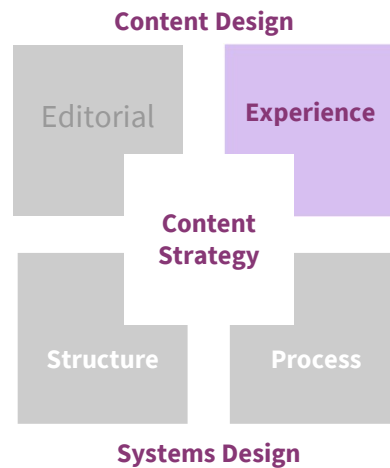 Content Design
Editorial
Experience
Content
Strategy
Structure
Process
Systems Design